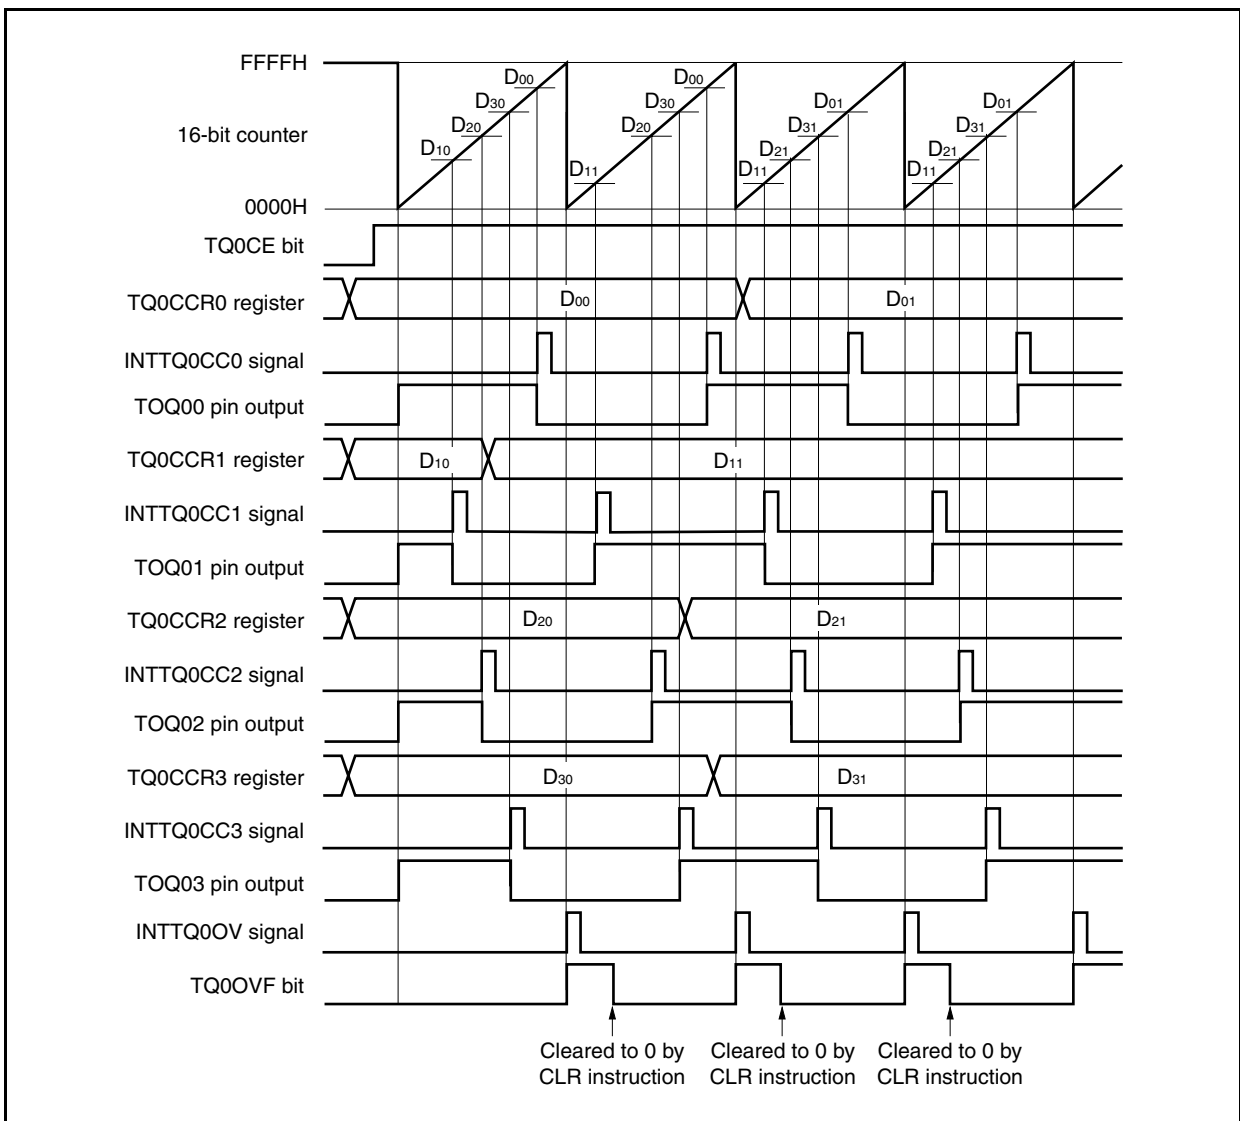 FFFFH
D00
D00
D30
D30
D01
D01
16-bit counter
D20
D20
D31
D31
D10
D21
D21
D11
D11
D11
0000H
TQ0CE bit
TQ0CCR0 register
D00
D01
INTTQ0CC0 signal
TOQ00 pin output
TQ0CCR1 register
D10
D11
INTTQ0CC1 signal
TOQ01 pin output
TQ0CCR2 register
D20
D21
INTTQ0CC2 signal
TOQ02 pin output
TQ0CCR3 register
D30
D31
INTTQ0CC3 signal
TOQ03 pin output
INTTQ0OV signal
TQ0OVF bit
Cleared to 0 by
CLR instruction
Cleared to 0 by
CLR instruction
Cleared to 0 by
CLR instruction